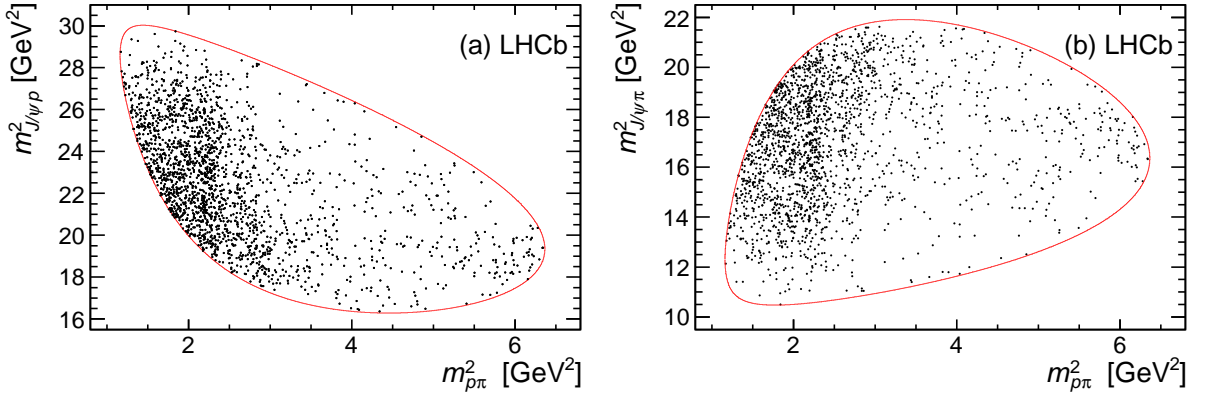 m²_{J/ψ p} [GeV²]
30
28
26
24
22
20
18
16
(a) LHCb
2 4 6
m²_{pπ} [GeV²]
m²_{J/ψ π} [GeV²]
22
20
18
16
14
12
10
(b) LHCb
2 4 6
m²_{pπ} [GeV²]